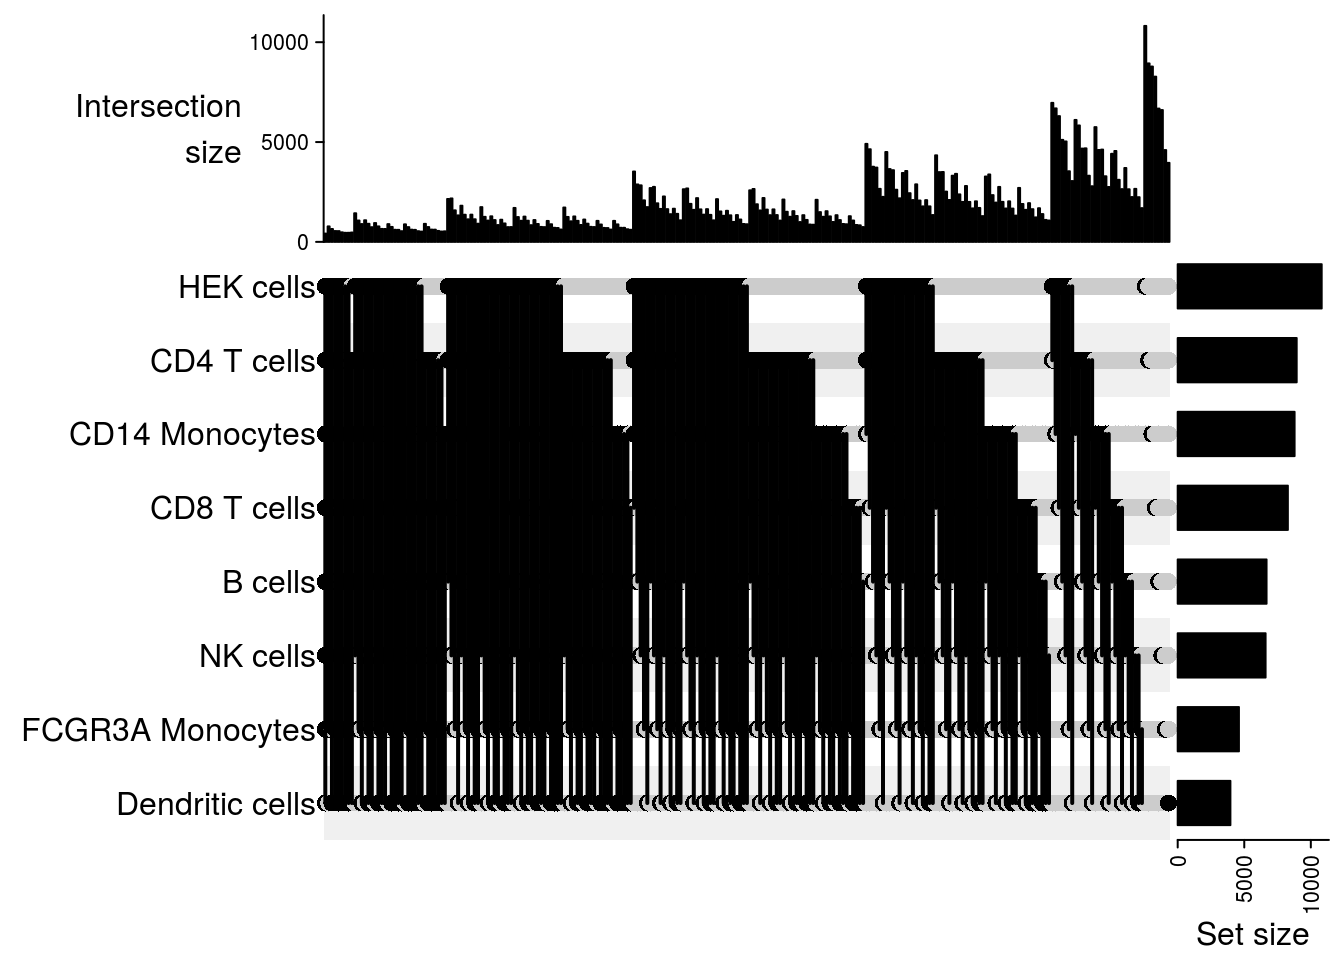 10000
Intersection
size
5000
0
HEK cells
CD4 T cells
CD14 Monocytes
CD8 T cells
B cells
NK cells
FCGR3A Monocytes
Dendritic cells
0
5000
10000
Set size